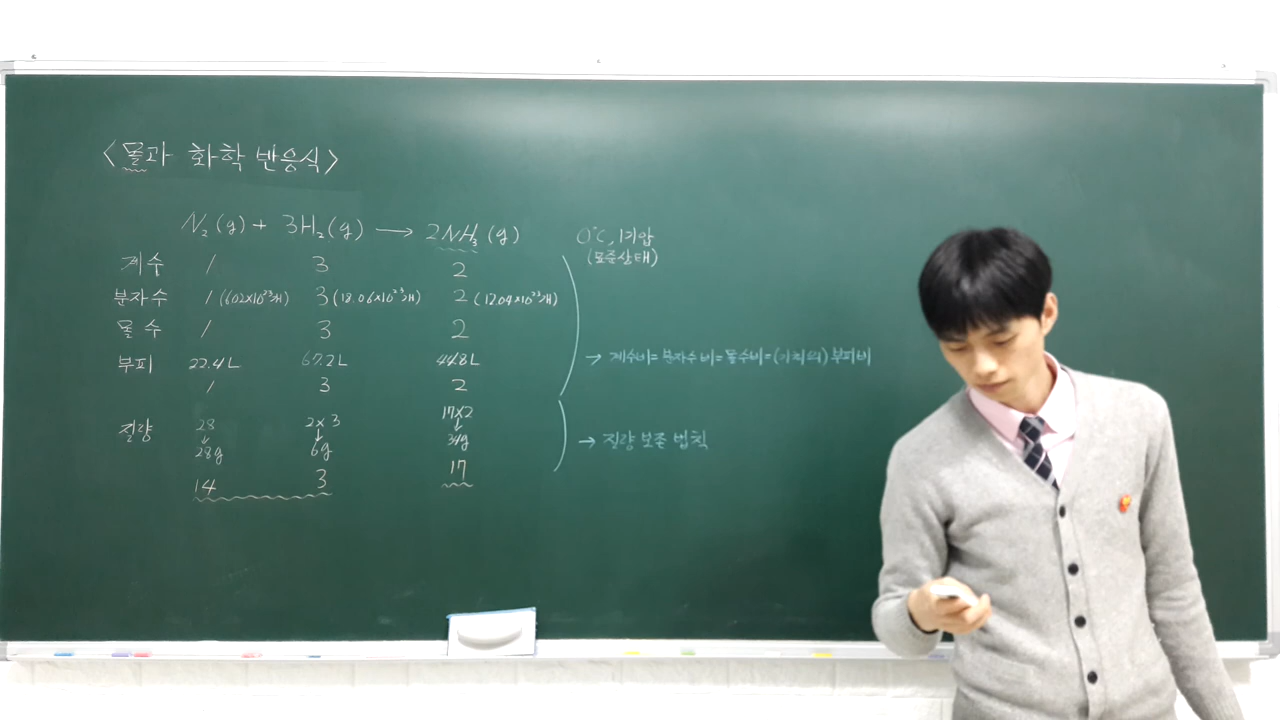 <몰과 화학 반응식>
N₂(g) + 3H₂(g) → 2NH₃(g)
0℃, 1기압
(표준상태)
계수 1 3 2
분자수 1 (6.02×10²³개) 3 (18.06×10²³개) 2 (12.04×10²³개)
몰수 1 3 2
부피 22.4L 67.2L 44.8L
1 3 2
→ 계수비=분자수비=몰수비=(기체의) 부피비
질량 28 2×3 17×2
↓ ↓ ↓
28g 6g 34g
→ 질량 보존 법칙
14 3 17